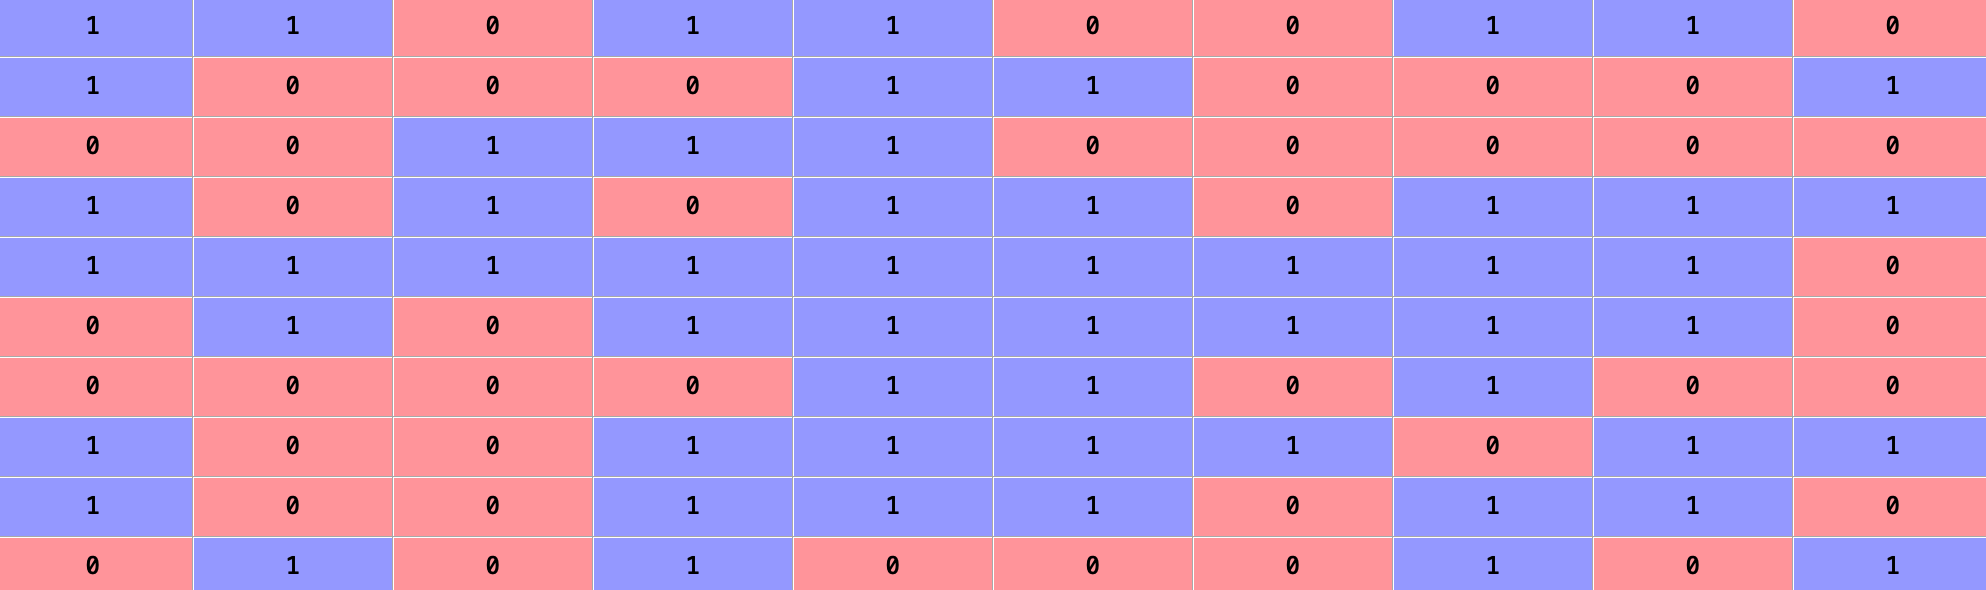 1 1 0 1 1 0 0 1 1 0
1 0 0 0 1 1 0 0 0 1
0 0 1 1 1 0 0 0 0 0
1 0 1 0 1 1 0 1 1 1
1 1 1 1 1 1 1 1 1 0
0 1 0 1 1 1 1 1 1 0
0 0 0 0 1 1 0 1 0 0
1 0 0 1 1 1 1 0 1 1
1 0 0 1 1 1 0 1 1 0
0 1 0 1 0 0 0 1 0 1